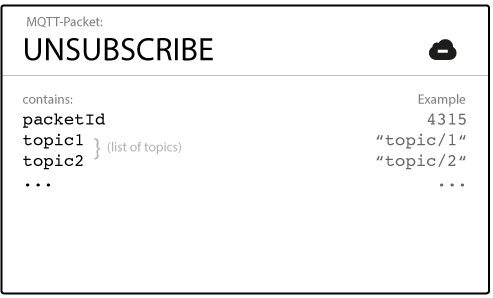 MQTT-Packet:
UNSUBSCRIBE
contains: Example
packetId 4315
topic1 } (list of topics) “topic/1“
topic2 “topic/2“
... ...